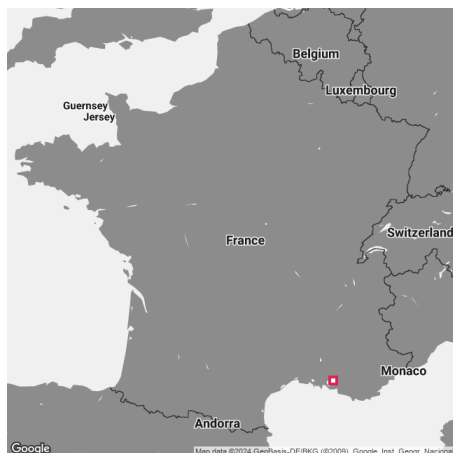 Belgium
Luxembourg
Guernsey
Jersey
France
Switzerland
Monaco
Andorra
Google
Map data ©2024 GeoBasis-DE/BKG (©2009), Google, Inst. Geogr. Nacional